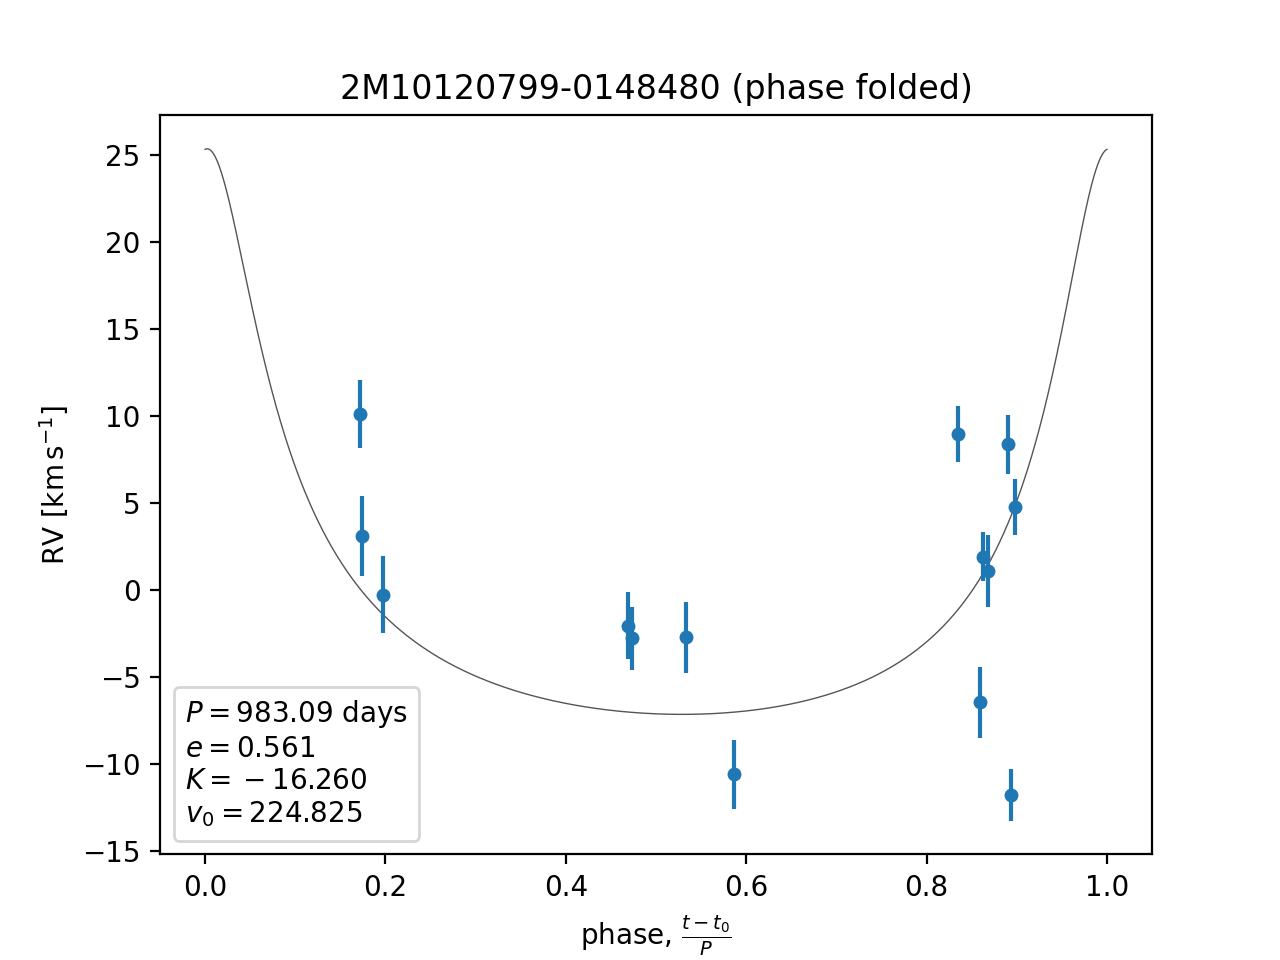 2M10120799-0148480 (phase folded)
RV [km s⁻¹]
25
20
15
10
5
0
−5
−10
−15
P = 983.09 days
e = 0.561
K = −16.260
v₀ = 224.825
0.0 0.2 0.4 0.6 0.8 1.0
phase, (t − t₀)/P